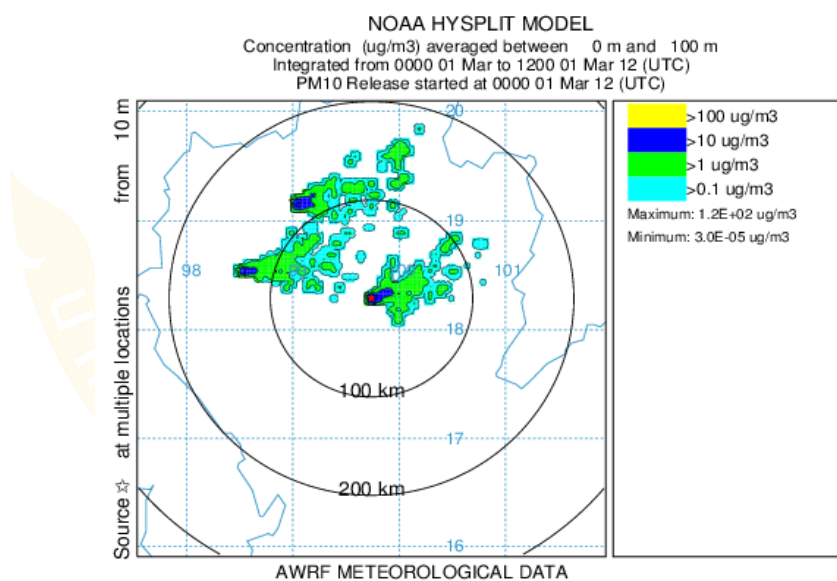 NOAA HYSPLIT MODEL
Concentration (ug/m3) averaged between 0 m and 100 m
Integrated from 0000 01 Mar to 1200 01 Mar 12 (UTC)
PM10 Release started at 0000 01 Mar 12 (UTC)
Source ☆ at multiple locations from 10 m
20
19
98
101
18
100 km
17
200 km
16
>100 ug/m3
>10 ug/m3
>1 ug/m3
>0.1 ug/m3
Maximum: 1.2E+02 ug/m3
Minimum: 3.0E-05 ug/m3
AWRF METEOROLOGICAL DATA